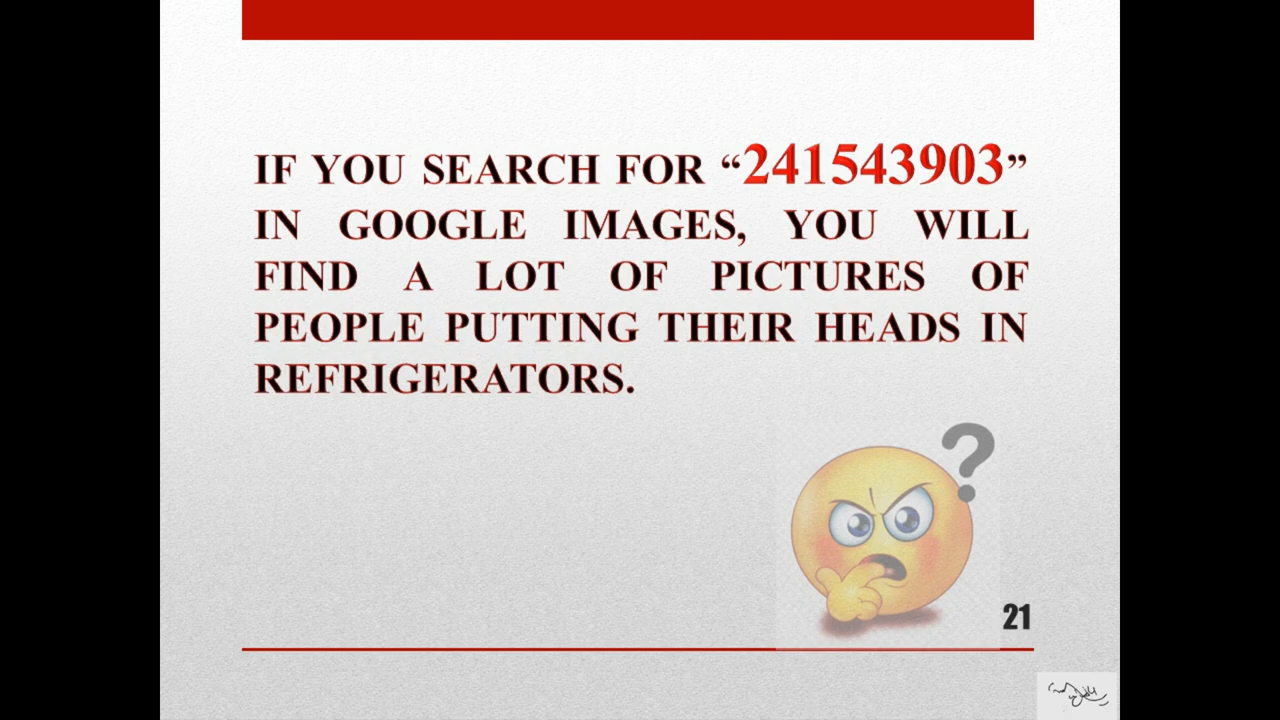 IF YOU SEARCH FOR “241543903”
IN GOOGLE IMAGES, YOU WILL
FIND A LOT OF PICTURES OF
PEOPLE PUTTING THEIR HEADS IN
REFRIGERATORS.
?
21